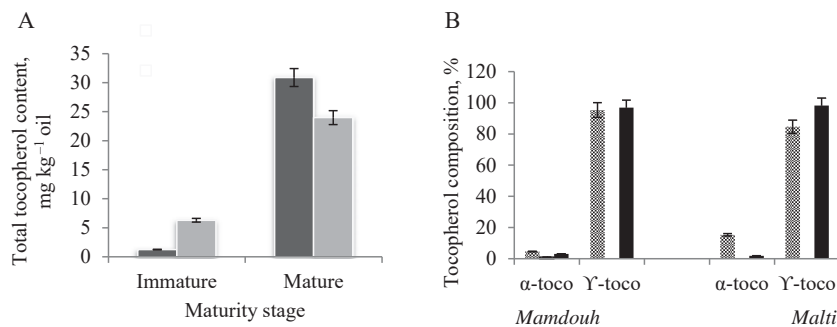 A
Total tocopherol content,
mg kg⁻¹ oil
35
30
25
20
15
10
5
0
Immature Mature
Maturity stage
B
Tocopherol composition, %
120
100
80
60
40
20
0
α-toco ϒ-toco α-toco ϒ-toco
Mamdouh Malti